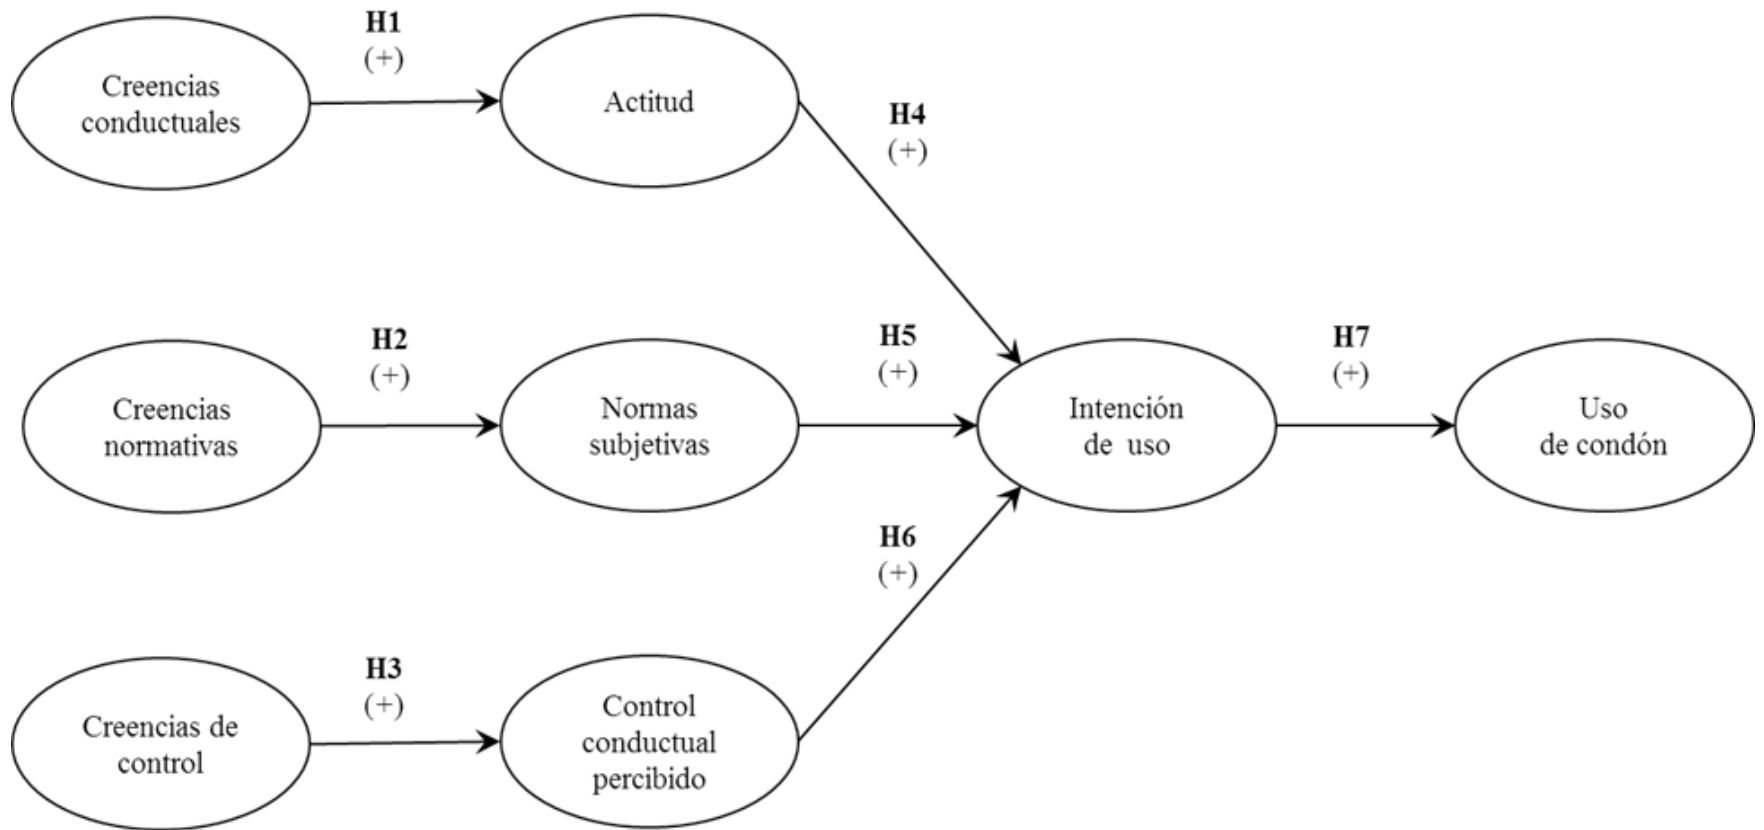 H1
(+)
Creencias
conductuales
Actitud
H4
(+)
H2
(+)
Creencias
normativas
Normas
subjetivas
H5
(+)
Intención
de uso
H7
(+)
Uso
de condón
H3
(+)
Creencias de
control
Control
conductual
percibido
H6
(+)